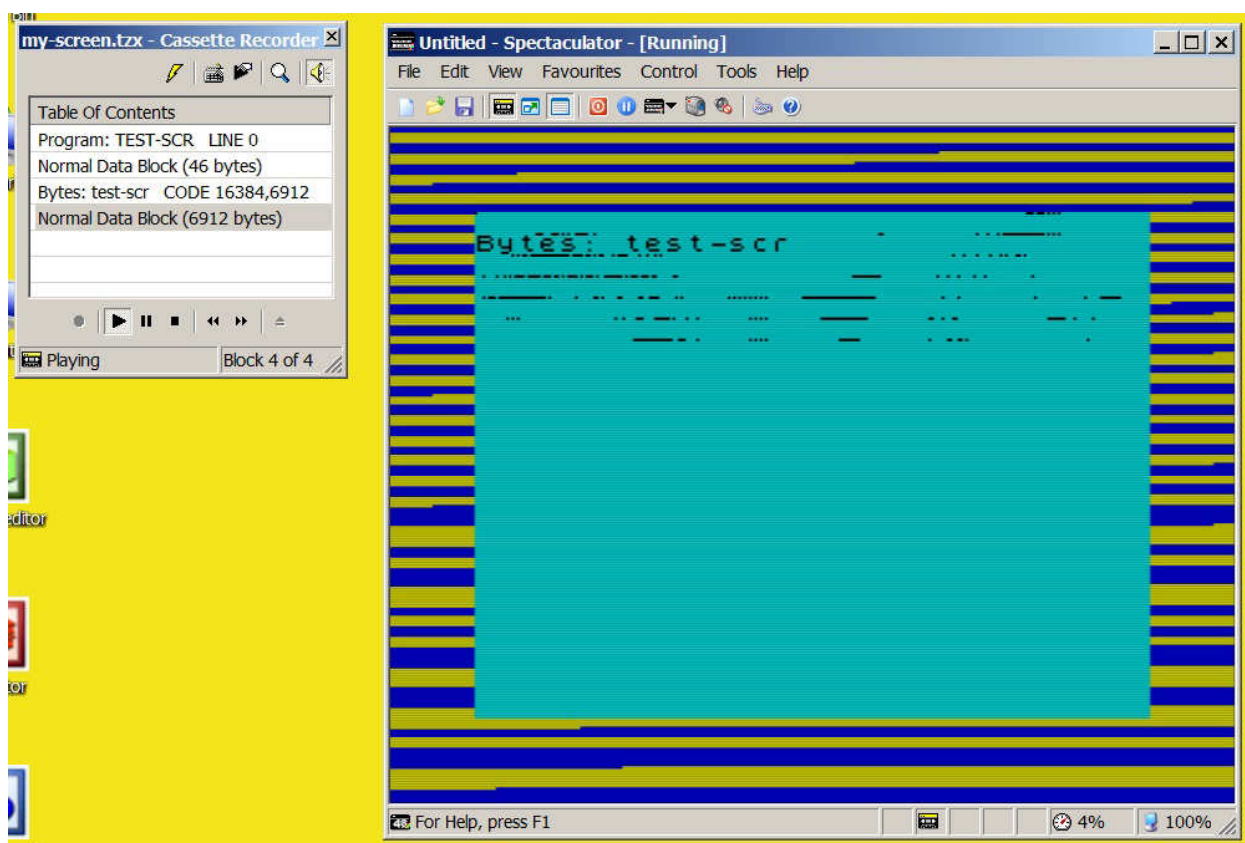 my-screen.tzx - Cassette Recorder
Table Of Contents
Program: TEST-SCR LINE 0
Normal Data Block (46 bytes)
Bytes: test-scr CODE 16384,6912
Normal Data Block (6912 bytes)
Playing
Block 4 of 4
editor
tor
Untitled - Spectaculator - [Running]
File Edit View Favourites Control Tools Help
Bytes: test-scr
For Help, press F1
4%
100%